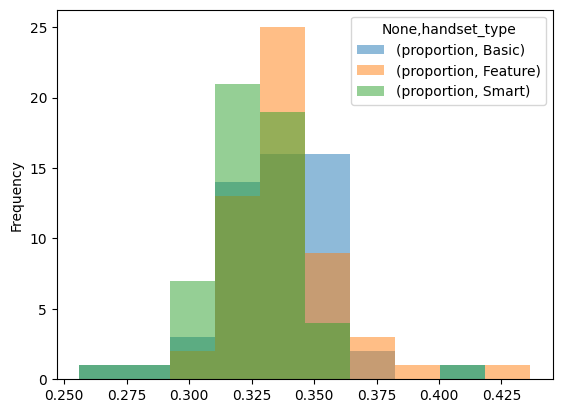 None,handset_type
(proportion, Basic)
(proportion, Feature)
(proportion, Smart)
Frequency
25
20
15
10
5
0
0.250 0.275 0.300 0.325 0.350 0.375 0.400 0.425